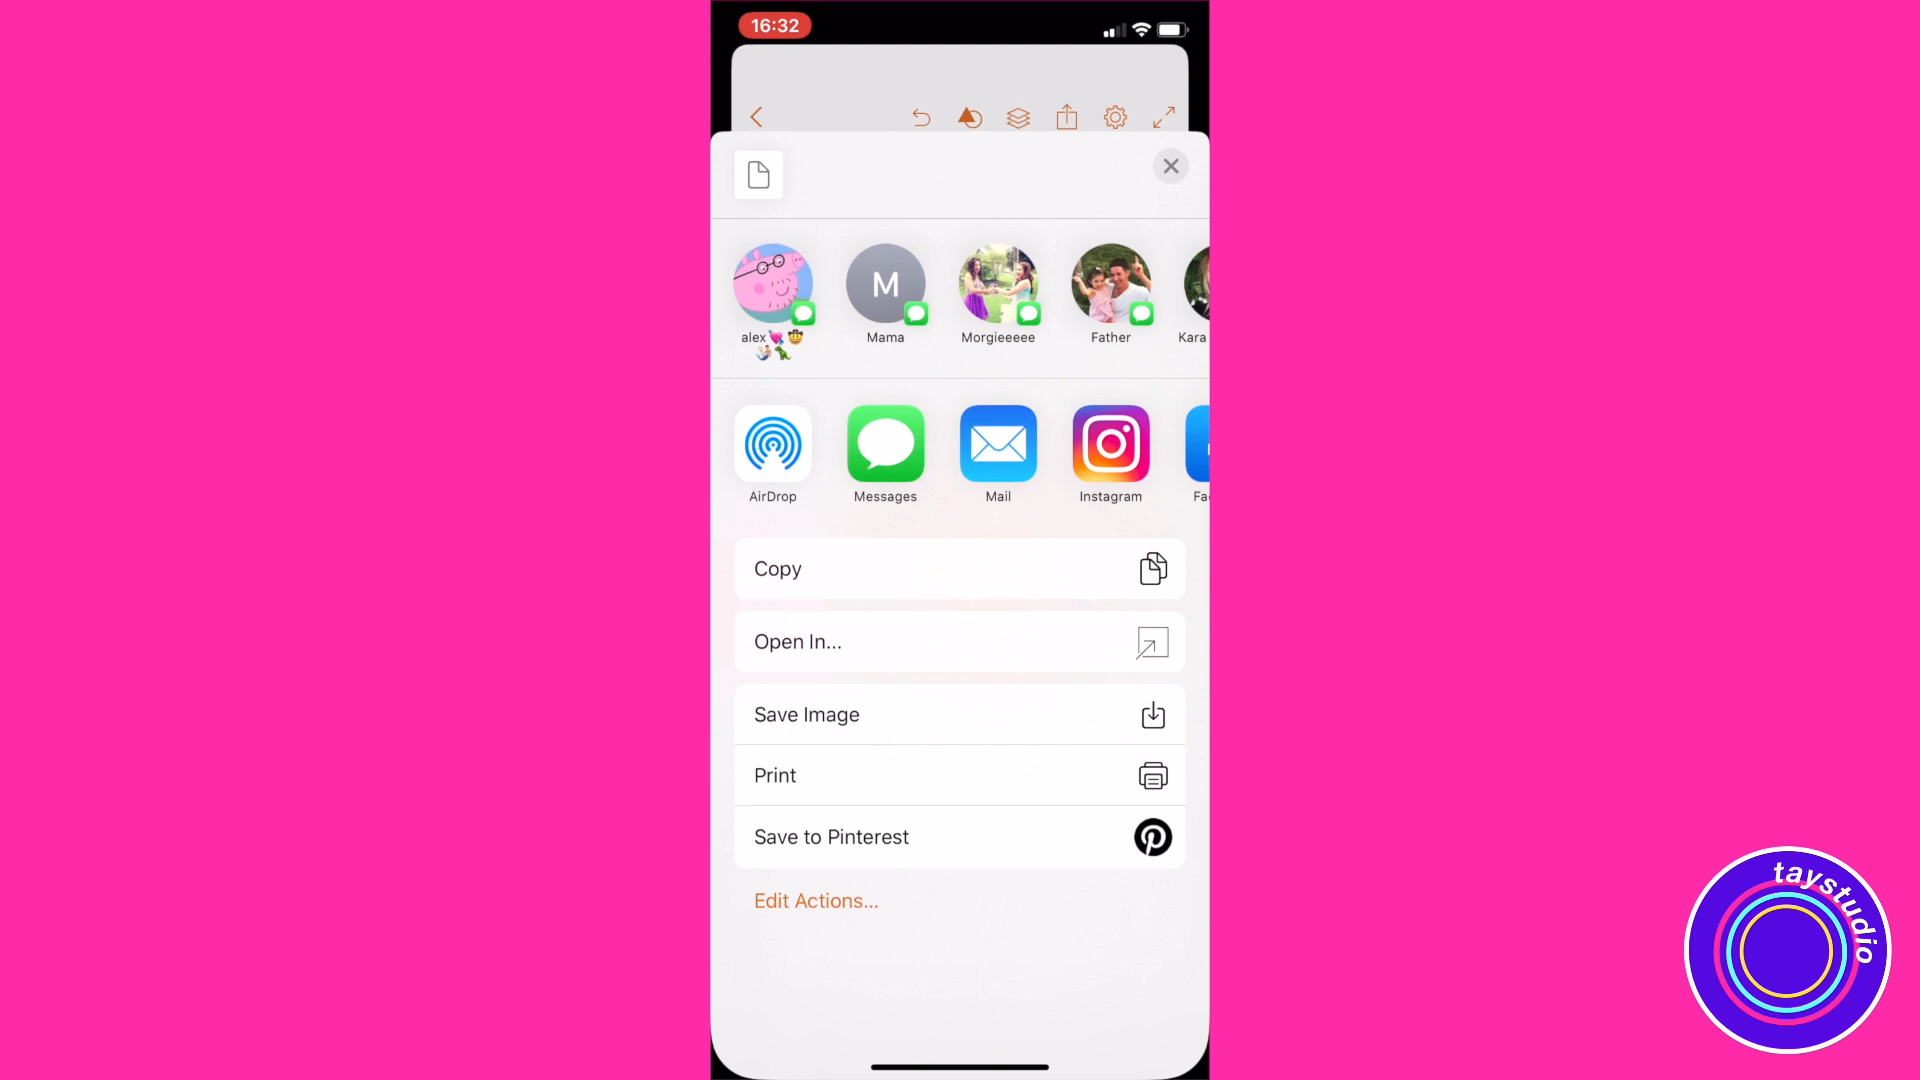 16:32
alex💘🤠
👨🏻‍🎨🦖
Mama
M
Morgieeeee
Father
Kara
AirDrop
Messages
Mail
Instagram
Copy
Open In...
Save Image
Print
Save to Pinterest
Edit Actions...
taystudio